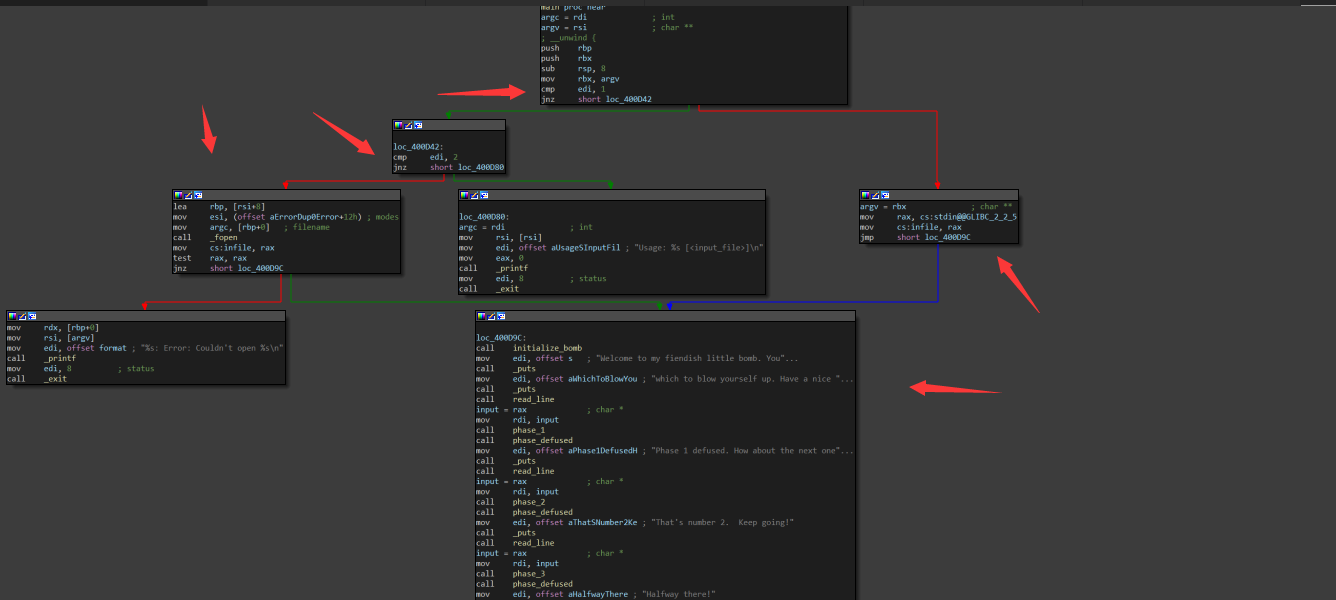 main proc near
argc = rdi ; int
argv = rsi ; char **
; __unwind {
push rbp
push rbx
sub rsp, 8
mov rbx, argv
cmp edi, 1
jnz short loc_400D42
loc_400D42:
cmp edi, 2
jnz short loc_400D80
lea rbp, [rsi+8]
mov esi, (offset aErrorDup0Error+12h) ; modes
mov argc, [rbp+0] ; filename
call _fopen
mov cs:infile, rax
test rax, rax
jnz short loc_400D9C
loc_400D80:
argc = rdi ; int
mov rsi, [rsi]
mov edi, offset aUsageSInputFil ; "Usage: %s [<input_file>]\n"
mov eax, 0
call _printf
mov edi, 8 ; status
call _exit
argv = rbx ; char **
mov rax, cs:stdin@@GLIBC_2_2_5
mov cs:infile, rax
jmp short loc_400D9C
mov rdx, [rbp+0]
mov rsi, [argv]
mov edi, offset format ; "%s: Error: Couldn't open %s\n"
call _printf
mov edi, 8 ; status
call _exit
loc_400D9C:
call initialize_bomb
mov edi, offset s ; "Welcome to my fiendish little bomb. You"...
call _puts
mov edi, offset aWhichToBlowYou ; "which to blow yourself up. Have a nice "...
call _puts
call read_line
input = rax ; char *
mov rdi, input
call phase_1
call phase_defused
mov edi, offset aPhase1DefusedH ; "Phase 1 defused. How about the next one"...
call _puts
call read_line
input = rax ; char *
mov rdi, input
call phase_2
call phase_defused
mov edi, offset aThatSNumber2Ke ; "That's number 2.  Keep going!"
call _puts
call read_line
input = rax ; char *
mov rdi, input
call phase_3
call phase_defused
mov edi, offset aHalfwayThere ; "Halfway there!"